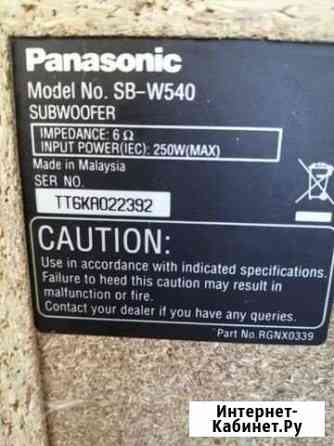 Panasonic
Model No. SB-W540
SUBWOOFER
IMPEDANCE: 6 Ω
INPUT POWER(IEC): 250W(MAX)
Made in Malaysia
SER NO.
TT6KA022392
CAUTION:
Use in accordance with indicated specifications.
Failure to heed this caution may result in
malfunction or fire.
Contact your dealer if you have any queries.
Part No.RGNX0339
Интернет-
Кабинет.Ру